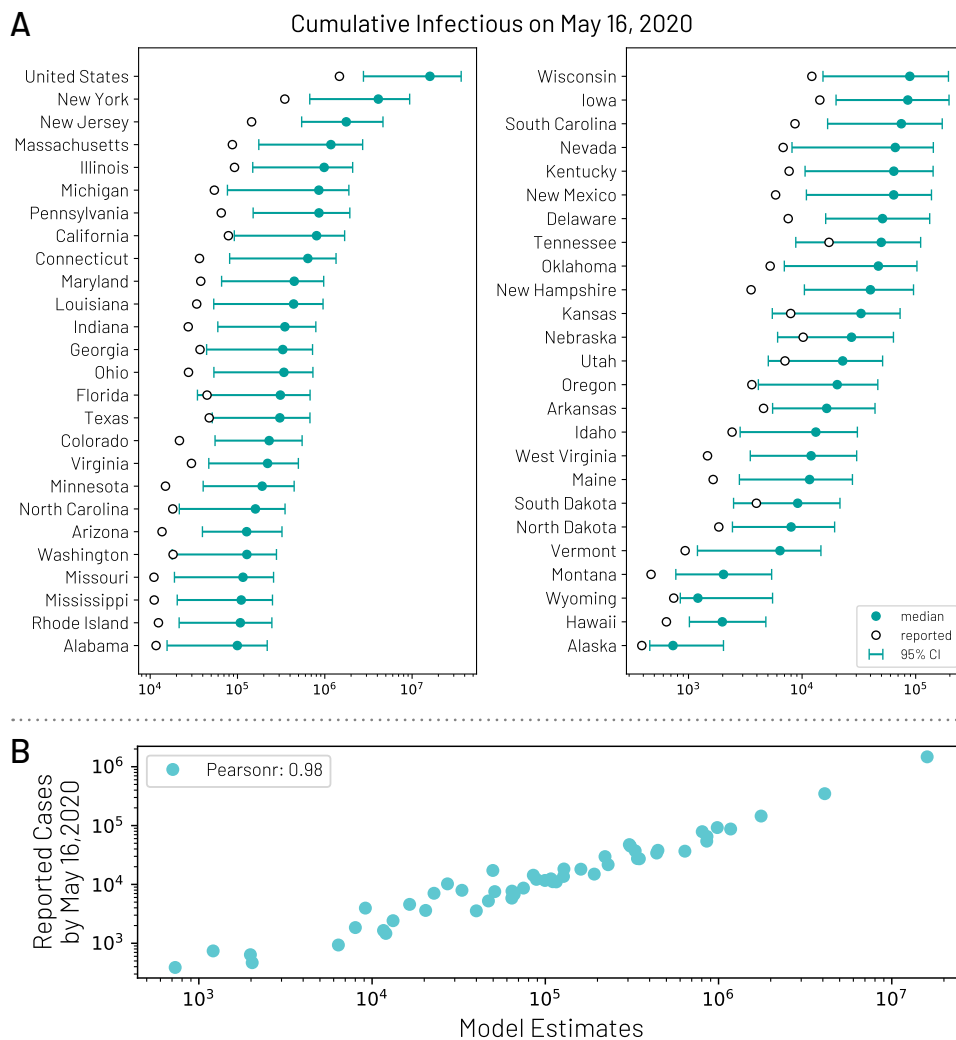 A
Cumulative Infectious on May 16, 2020
United States
New York
New Jersey
Massachusetts
Illinois
Michigan
Pennsylvania
California
Connecticut
Maryland
Louisiana
Indiana
Georgia
Ohio
Florida
Texas
Colorado
Virginia
Minnesota
North Carolina
Arizona
Washington
Missouri
Mississippi
Rhode Island
Alabama
10⁴ 10⁵ 10⁶ 10⁷
Wisconsin
Iowa
South Carolina
Nevada
Kentucky
New Mexico
Delaware
Tennessee
Oklahoma
New Hampshire
Kansas
Nebraska
Utah
Oregon
Arkansas
Idaho
West Virginia
Maine
South Dakota
North Dakota
Vermont
Montana
Wyoming
Hawaii
Alaska
median
reported
95% CI
10³ 10⁴ 10⁵
B
Reported Cases
by May 16,2020
10⁶
10⁵
10⁴
10³
Pearsonr: 0.98
10³ 10⁴ 10⁵ 10⁶ 10⁷
Model Estimates